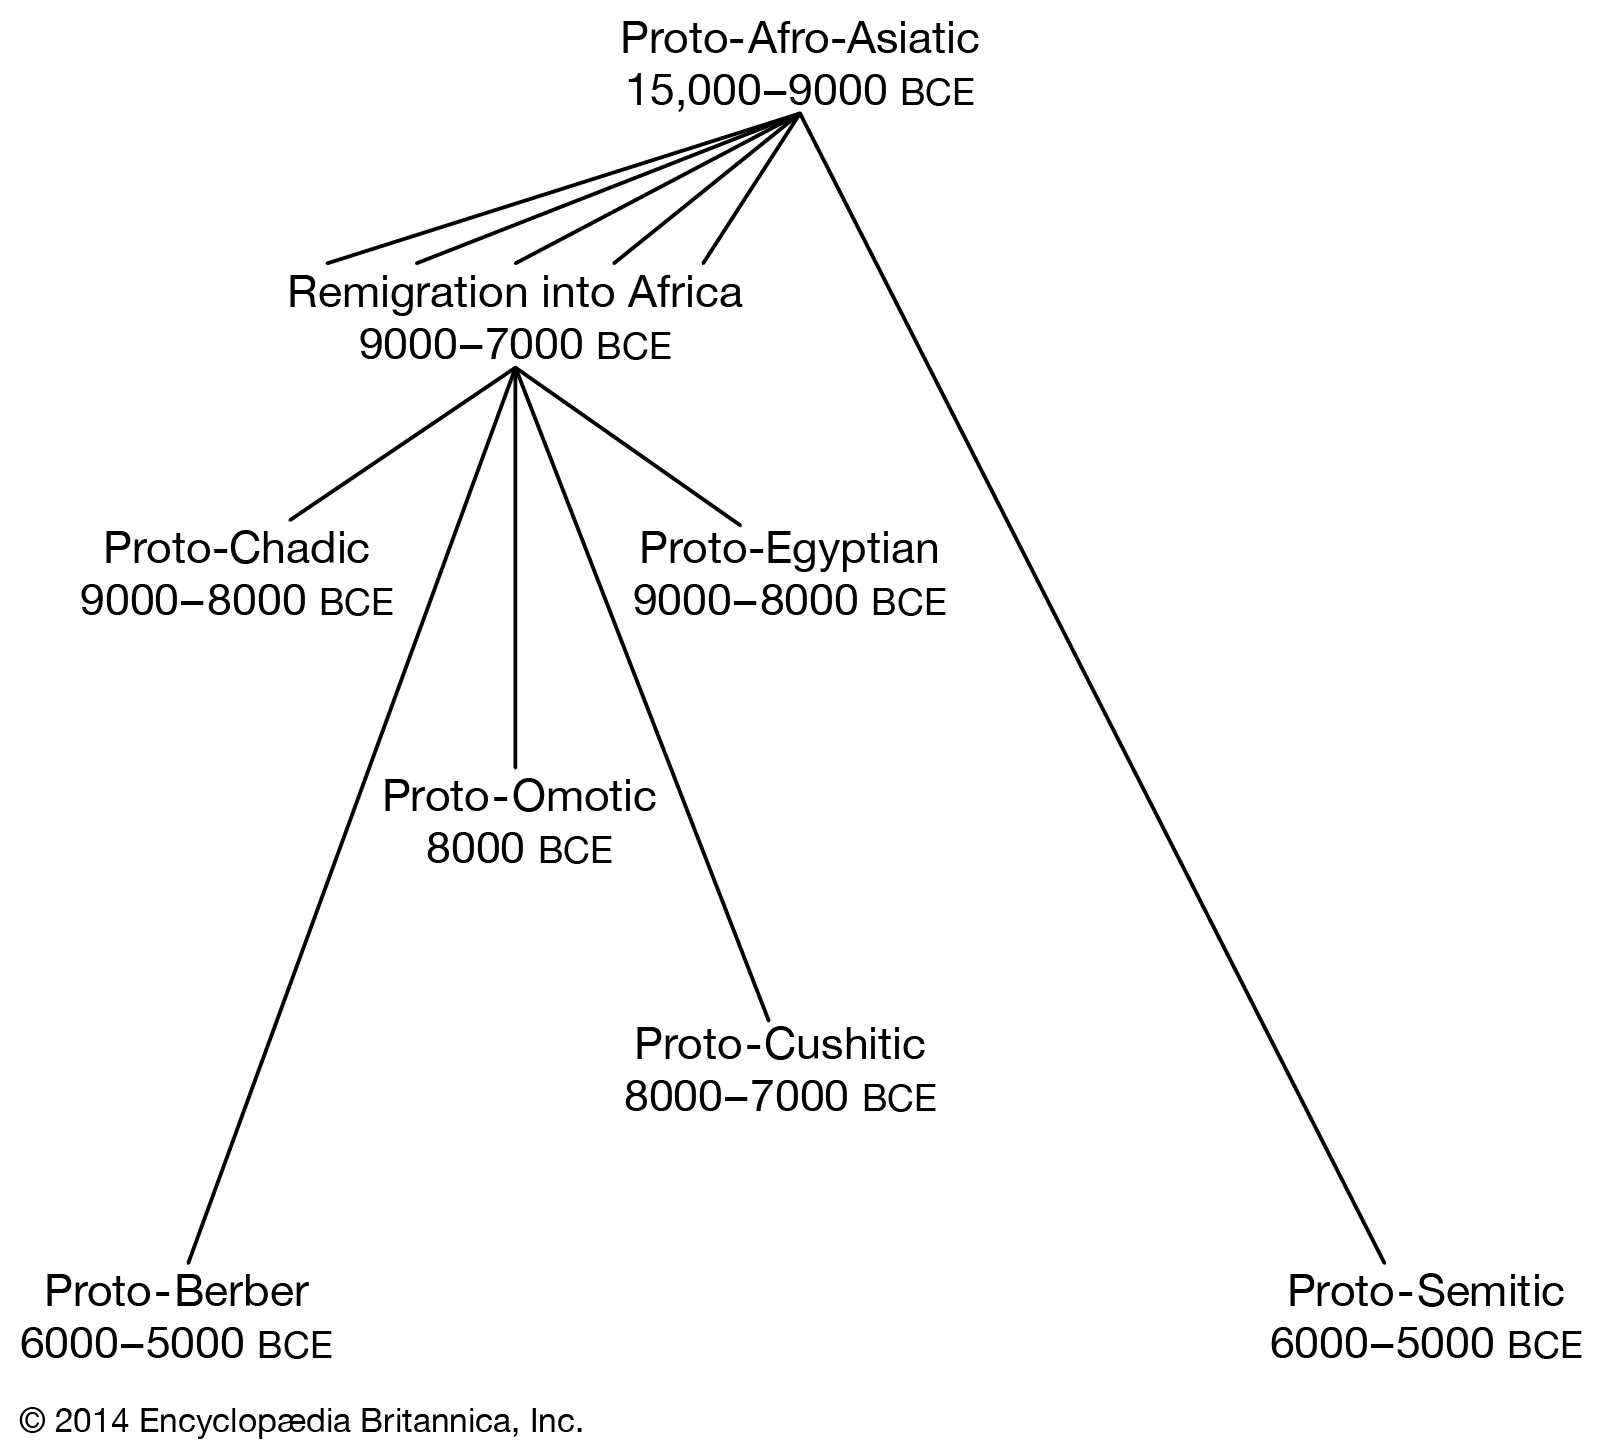 Proto-Afro-Asiatic
15,000–9000 BCE
Remigration into Africa
9000–7000 BCE
Proto-Chadic
9000–8000 BCE
Proto-Egyptian
9000–8000 BCE
Proto-Omotic
8000 BCE
Proto-Cushitic
8000–7000 BCE
Proto-Berber
6000–5000 BCE
Proto-Semitic
6000–5000 BCE
© 2014 Encyclopædia Britannica, Inc.